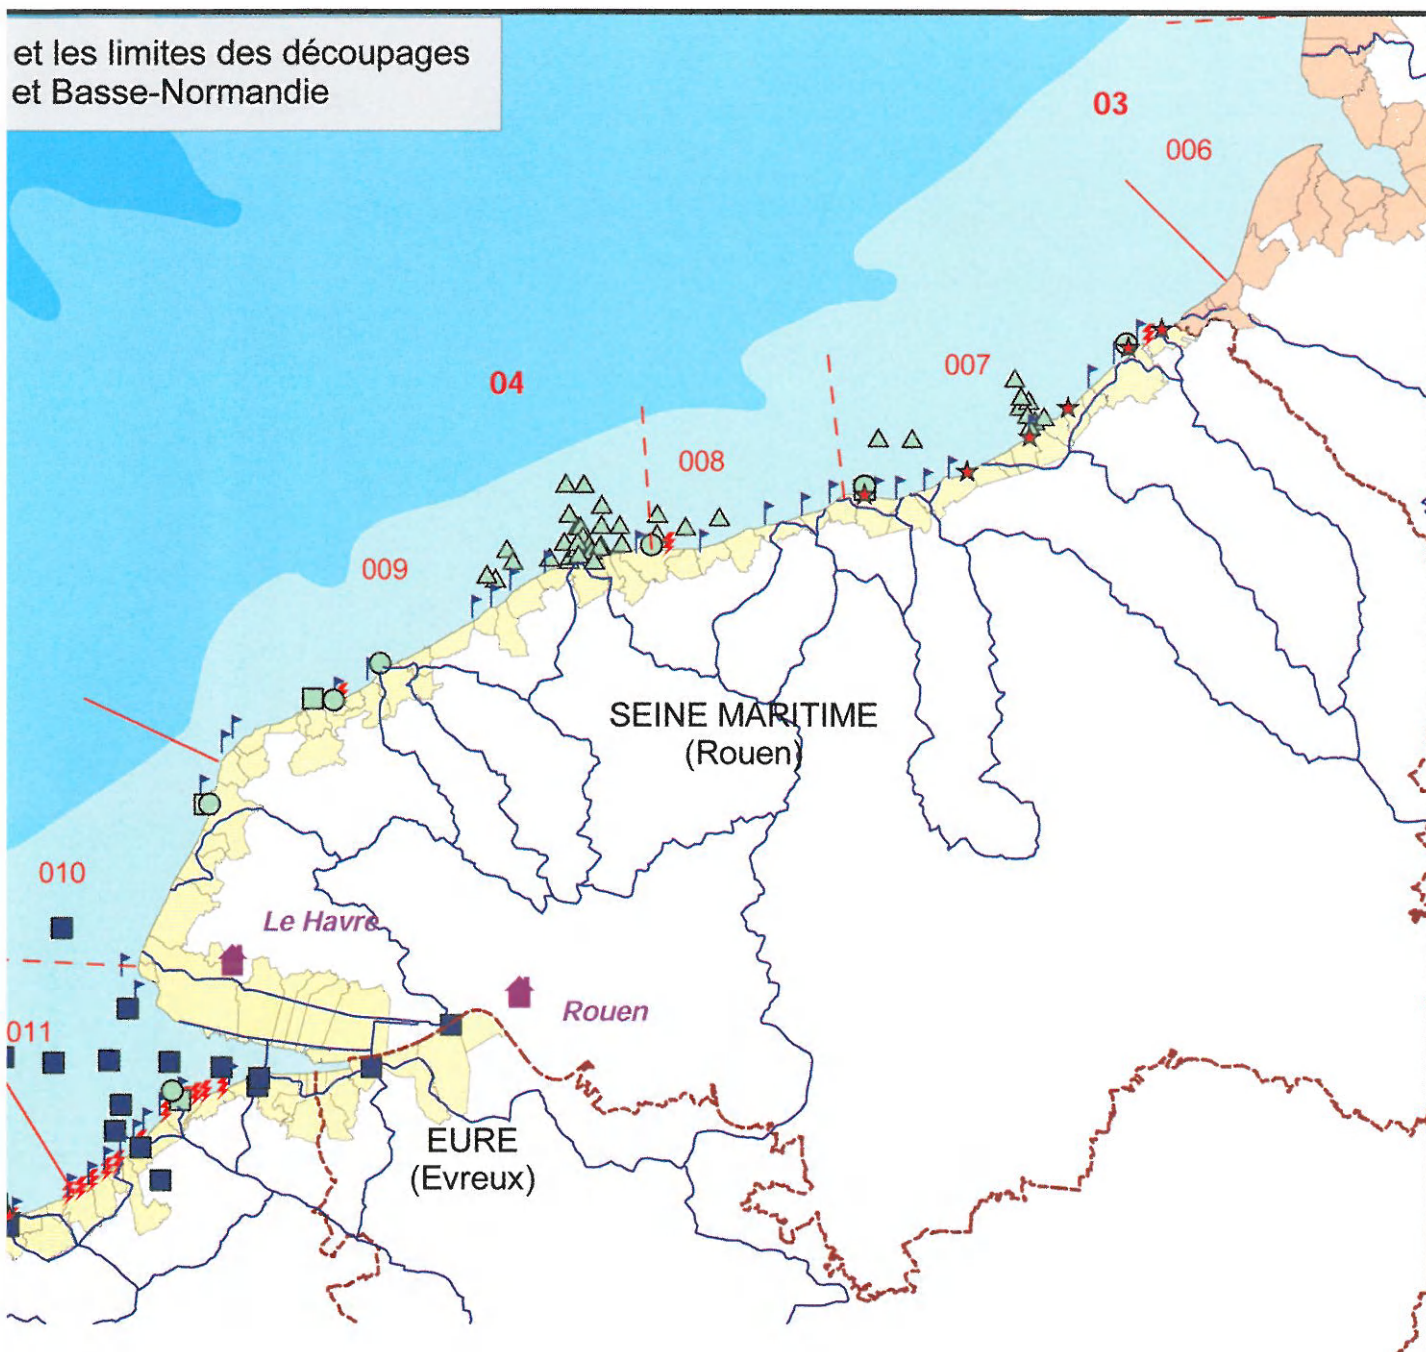 et les limites des découpages
et Basse-Normandie
03
006
007
04
008
009
SEINE MARITIME
(Rouen)
010
Le Havre
Rouen
011
EURE
(Evreux)